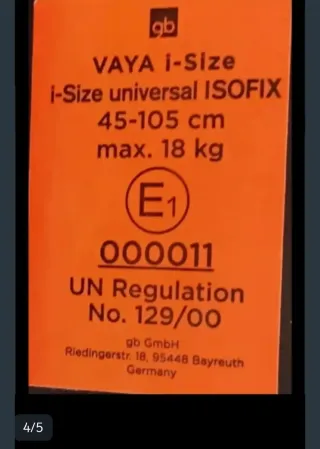 gb
VAYA i-Size
i-Size universal ISOFIX
45-105 cm
max. 18 kg
E1
000011
UN Regulation
No. 129/00
gb GmbH
Riedingerstr. 18, 95448 Bayreuth
Germany
4/5